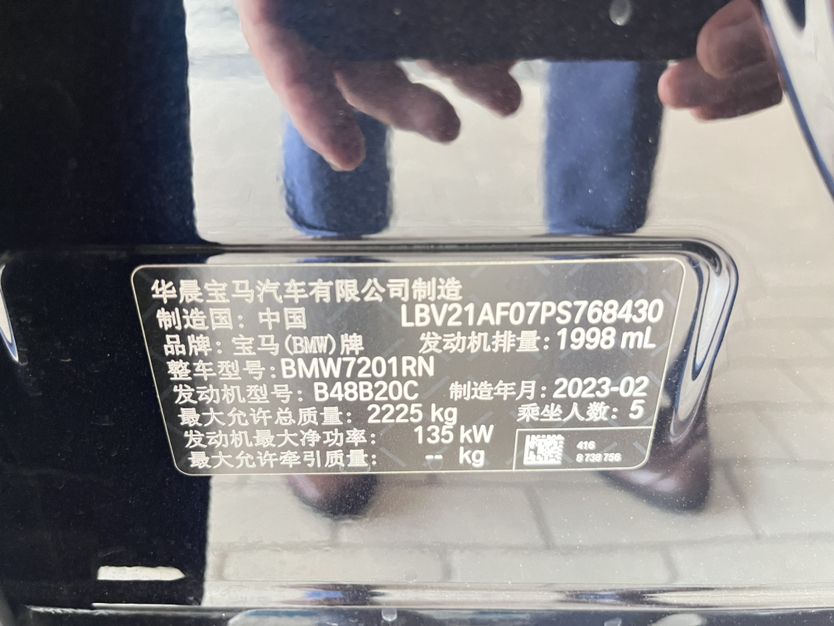 华晨宝马汽车有限公司制造
制造国：中国 LBV21AF07PS768430
品牌：宝马(BMW)牌 发动机排量：1998 mL
整车型号：BMW7201RN
发动机型号：B48B20C 制造年月：2023-02
最大允许总质量：2225 kg 乘坐人数：5
发动机最大净功率：135 kW
最大允许牵引质量：-- kg
416
8 739 756